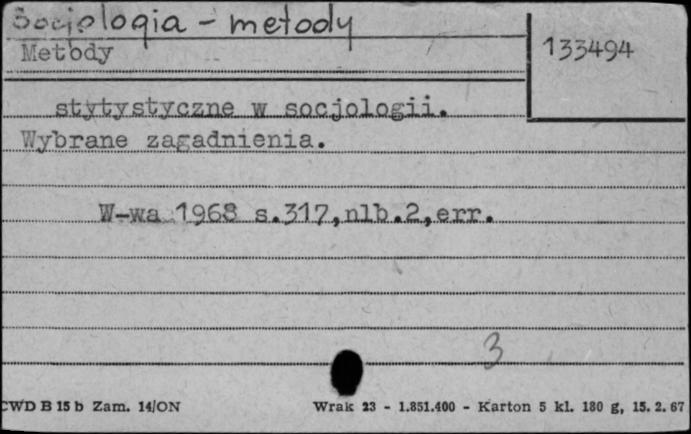 Socjologia - metody
Metody
133494
stytystyczne w socjologii.
Wybrane zagadnienia.
W-wa 1968 s.317,nlb.2,err.
3
CWD B 15 b Zam. 14/ON
Wrak 23 - 1.851.400 - Karton 5 kl. 180 g, 15. 2. 67